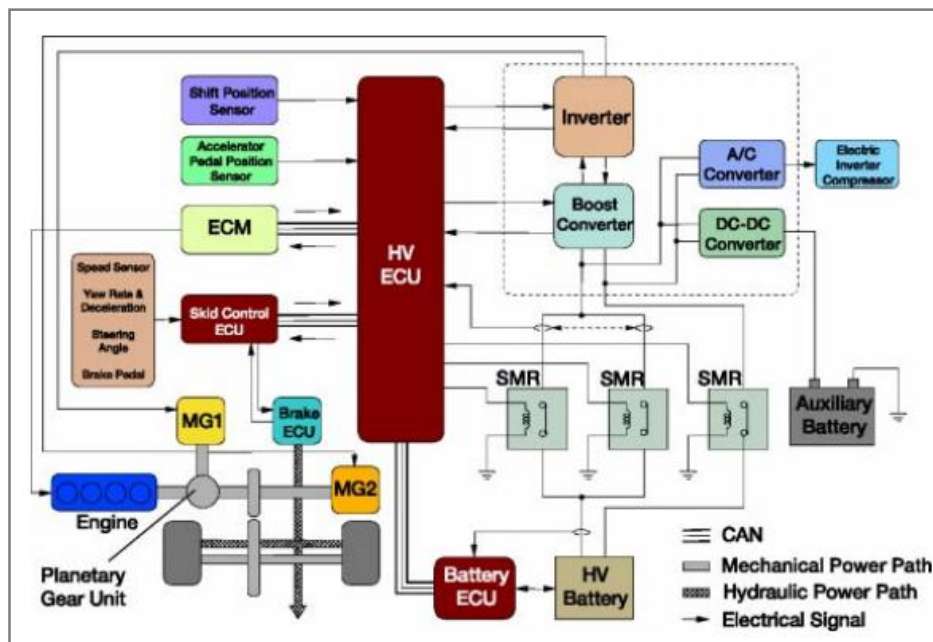 Shift Position
Sensor
Accelerator
Pedal Position
Sensor
ECM
Speed Sensor
Yaw Rate &
Deceleration
Steering
Angle
Brake Pedal
Skid Control
ECU
HV
ECU
Inverter
Boost
Converter
A/C
Converter
Electric
Inverter
Compressor
DC-DC
Converter
SMR
SMR
SMR
Auxiliary
Battery
MG1
Brake
ECU
MG2
Engine
Planetary
Gear Unit
Battery
ECU
HV
Battery
CAN
Mechanical Power Path
Hydraulic Power Path
Electrical Signal